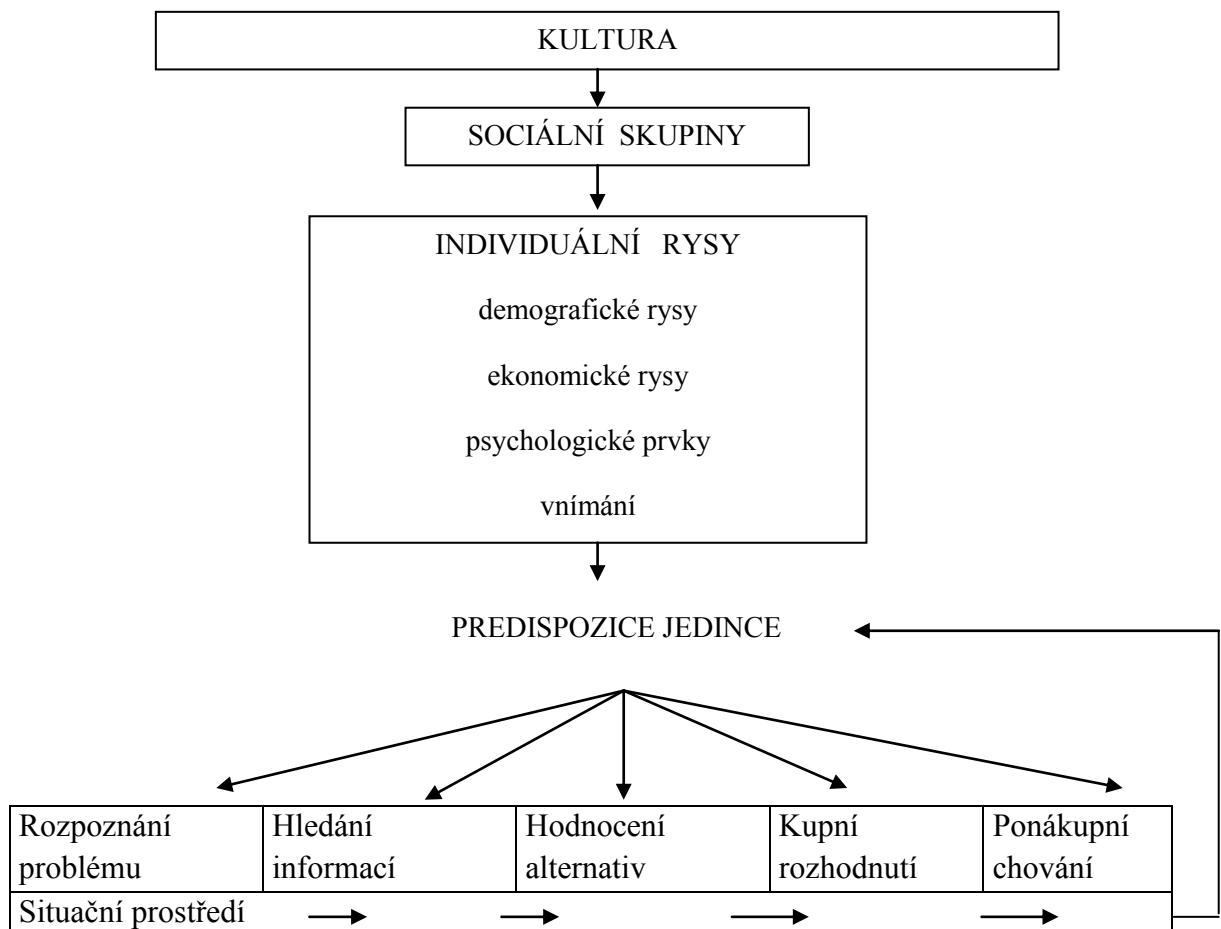 KULTURA
SOCIÁLNÍ SKUPINY
INDIVIDUÁLNÍ RYSY
demografické rysy
ekonomické rysy
psychologické prvky
vnímání
PREDISPOZICE JEDINCE
Rozpoznání
problému
Hledání
informací
Hodnocení
alternativ
Kupní
rozhodnutí
Ponákupní
chování
Situační prostředí